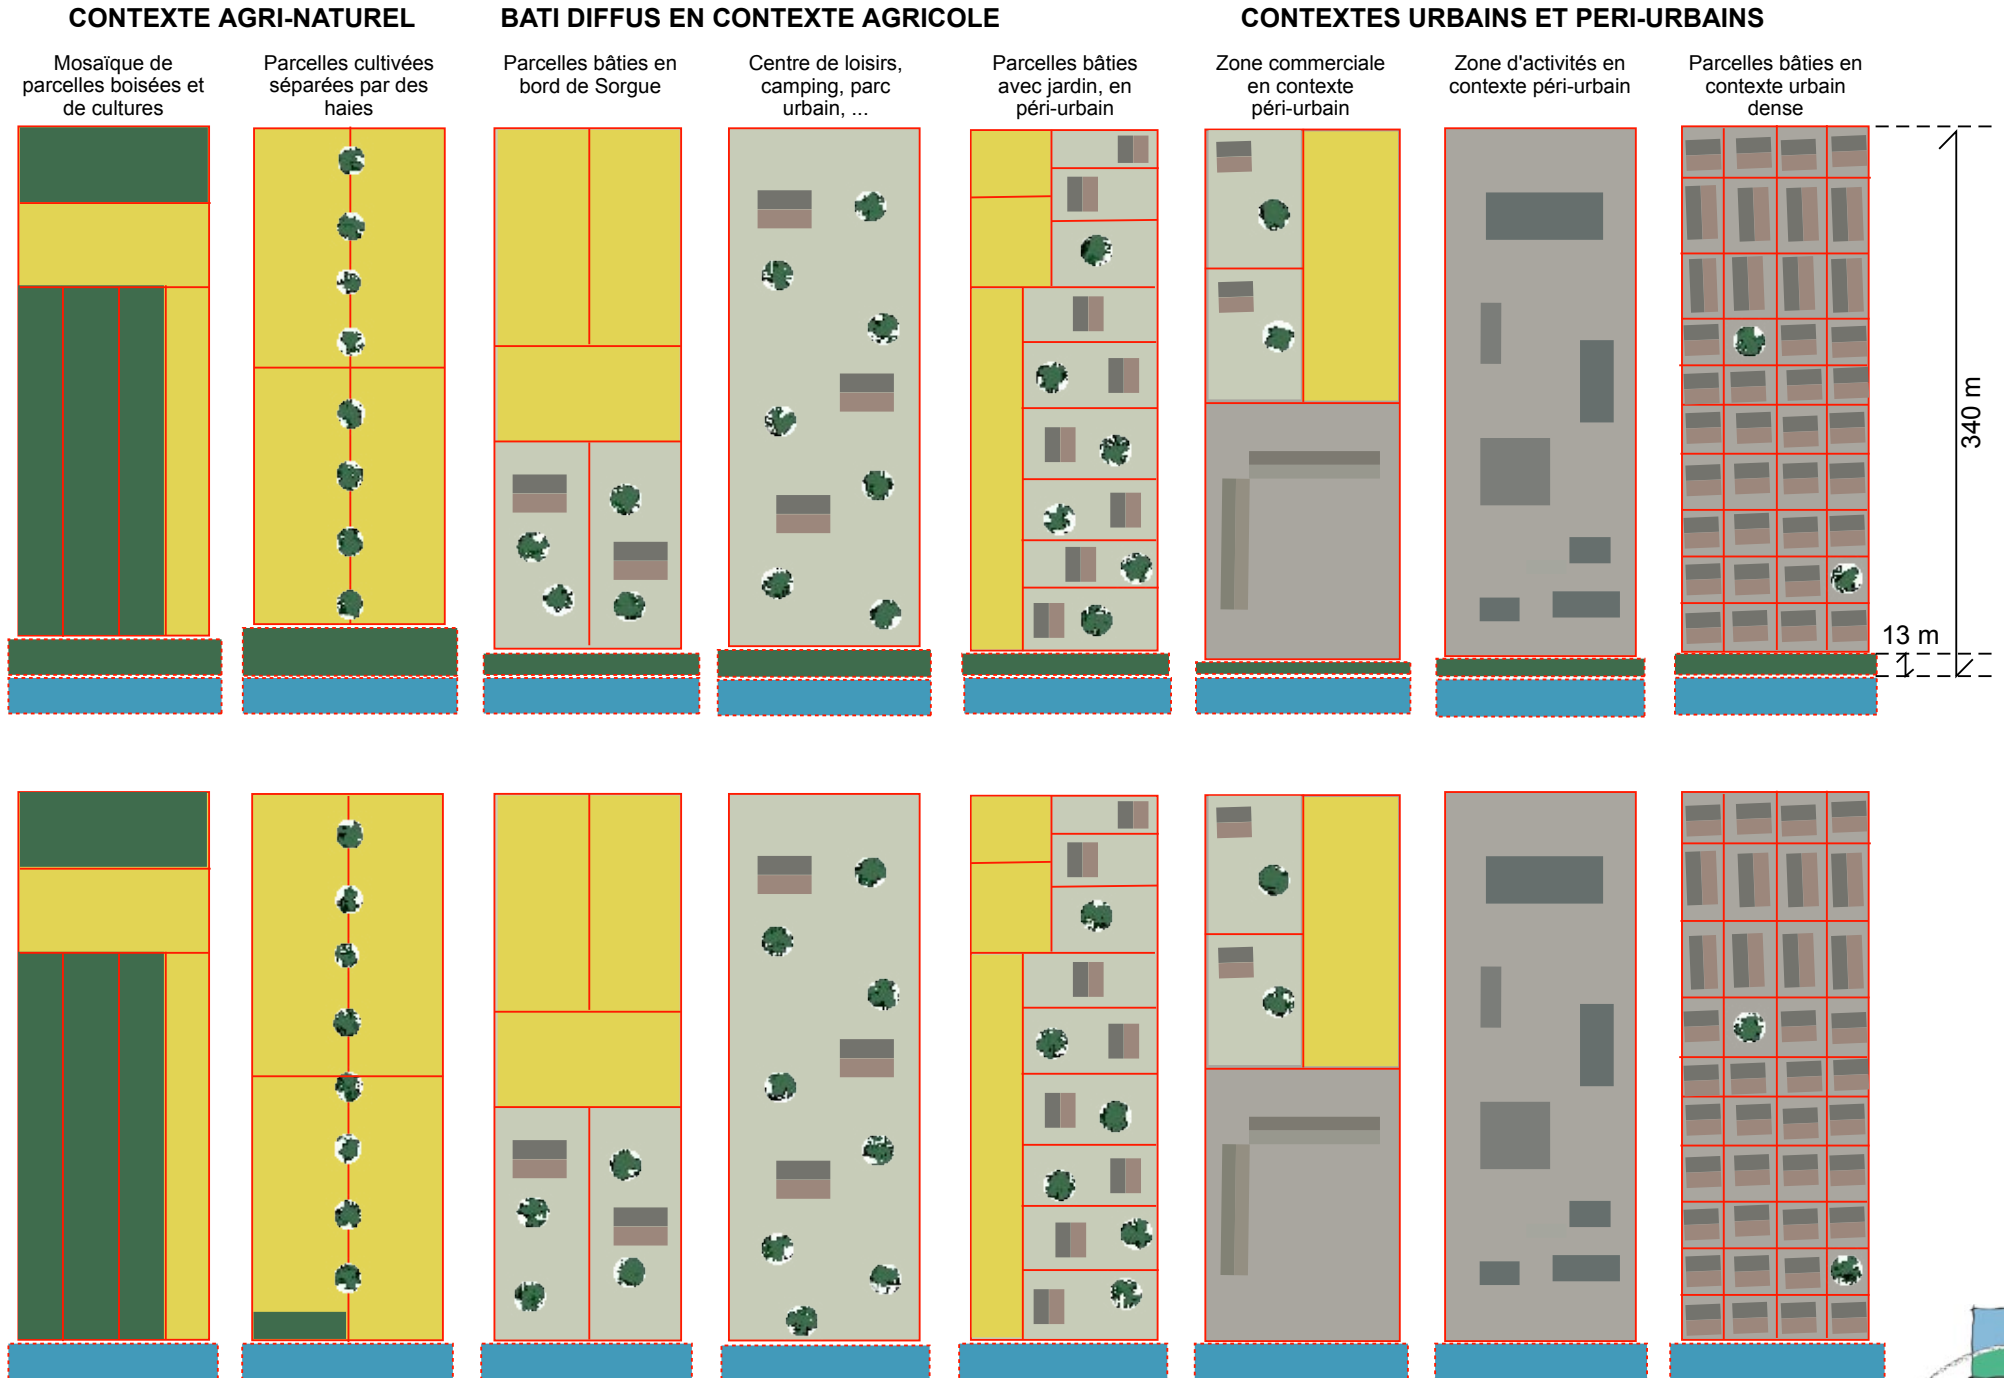 CONTEXTE AGRI-NATUREL
BATI DIFFUS EN CONTEXTE AGRICOLE
CONTEXTES URBAINS ET PERI-URBAINS
Mosaïque de
parcelles boisées et
de cultures
Parcelles cultivées
séparées par des
haies
Parcelles bâties en
bord de Sorgue
Centre de loisirs,
camping, parc
urbain, ...
Parcelles bâties
avec jardin, en
péri-urbain
Zone commerciale
en contexte
péri-urbain
Zone d'activités en
contexte péri-urbain
Parcelles bâties en
contexte urbain
dense
340 m
13 m